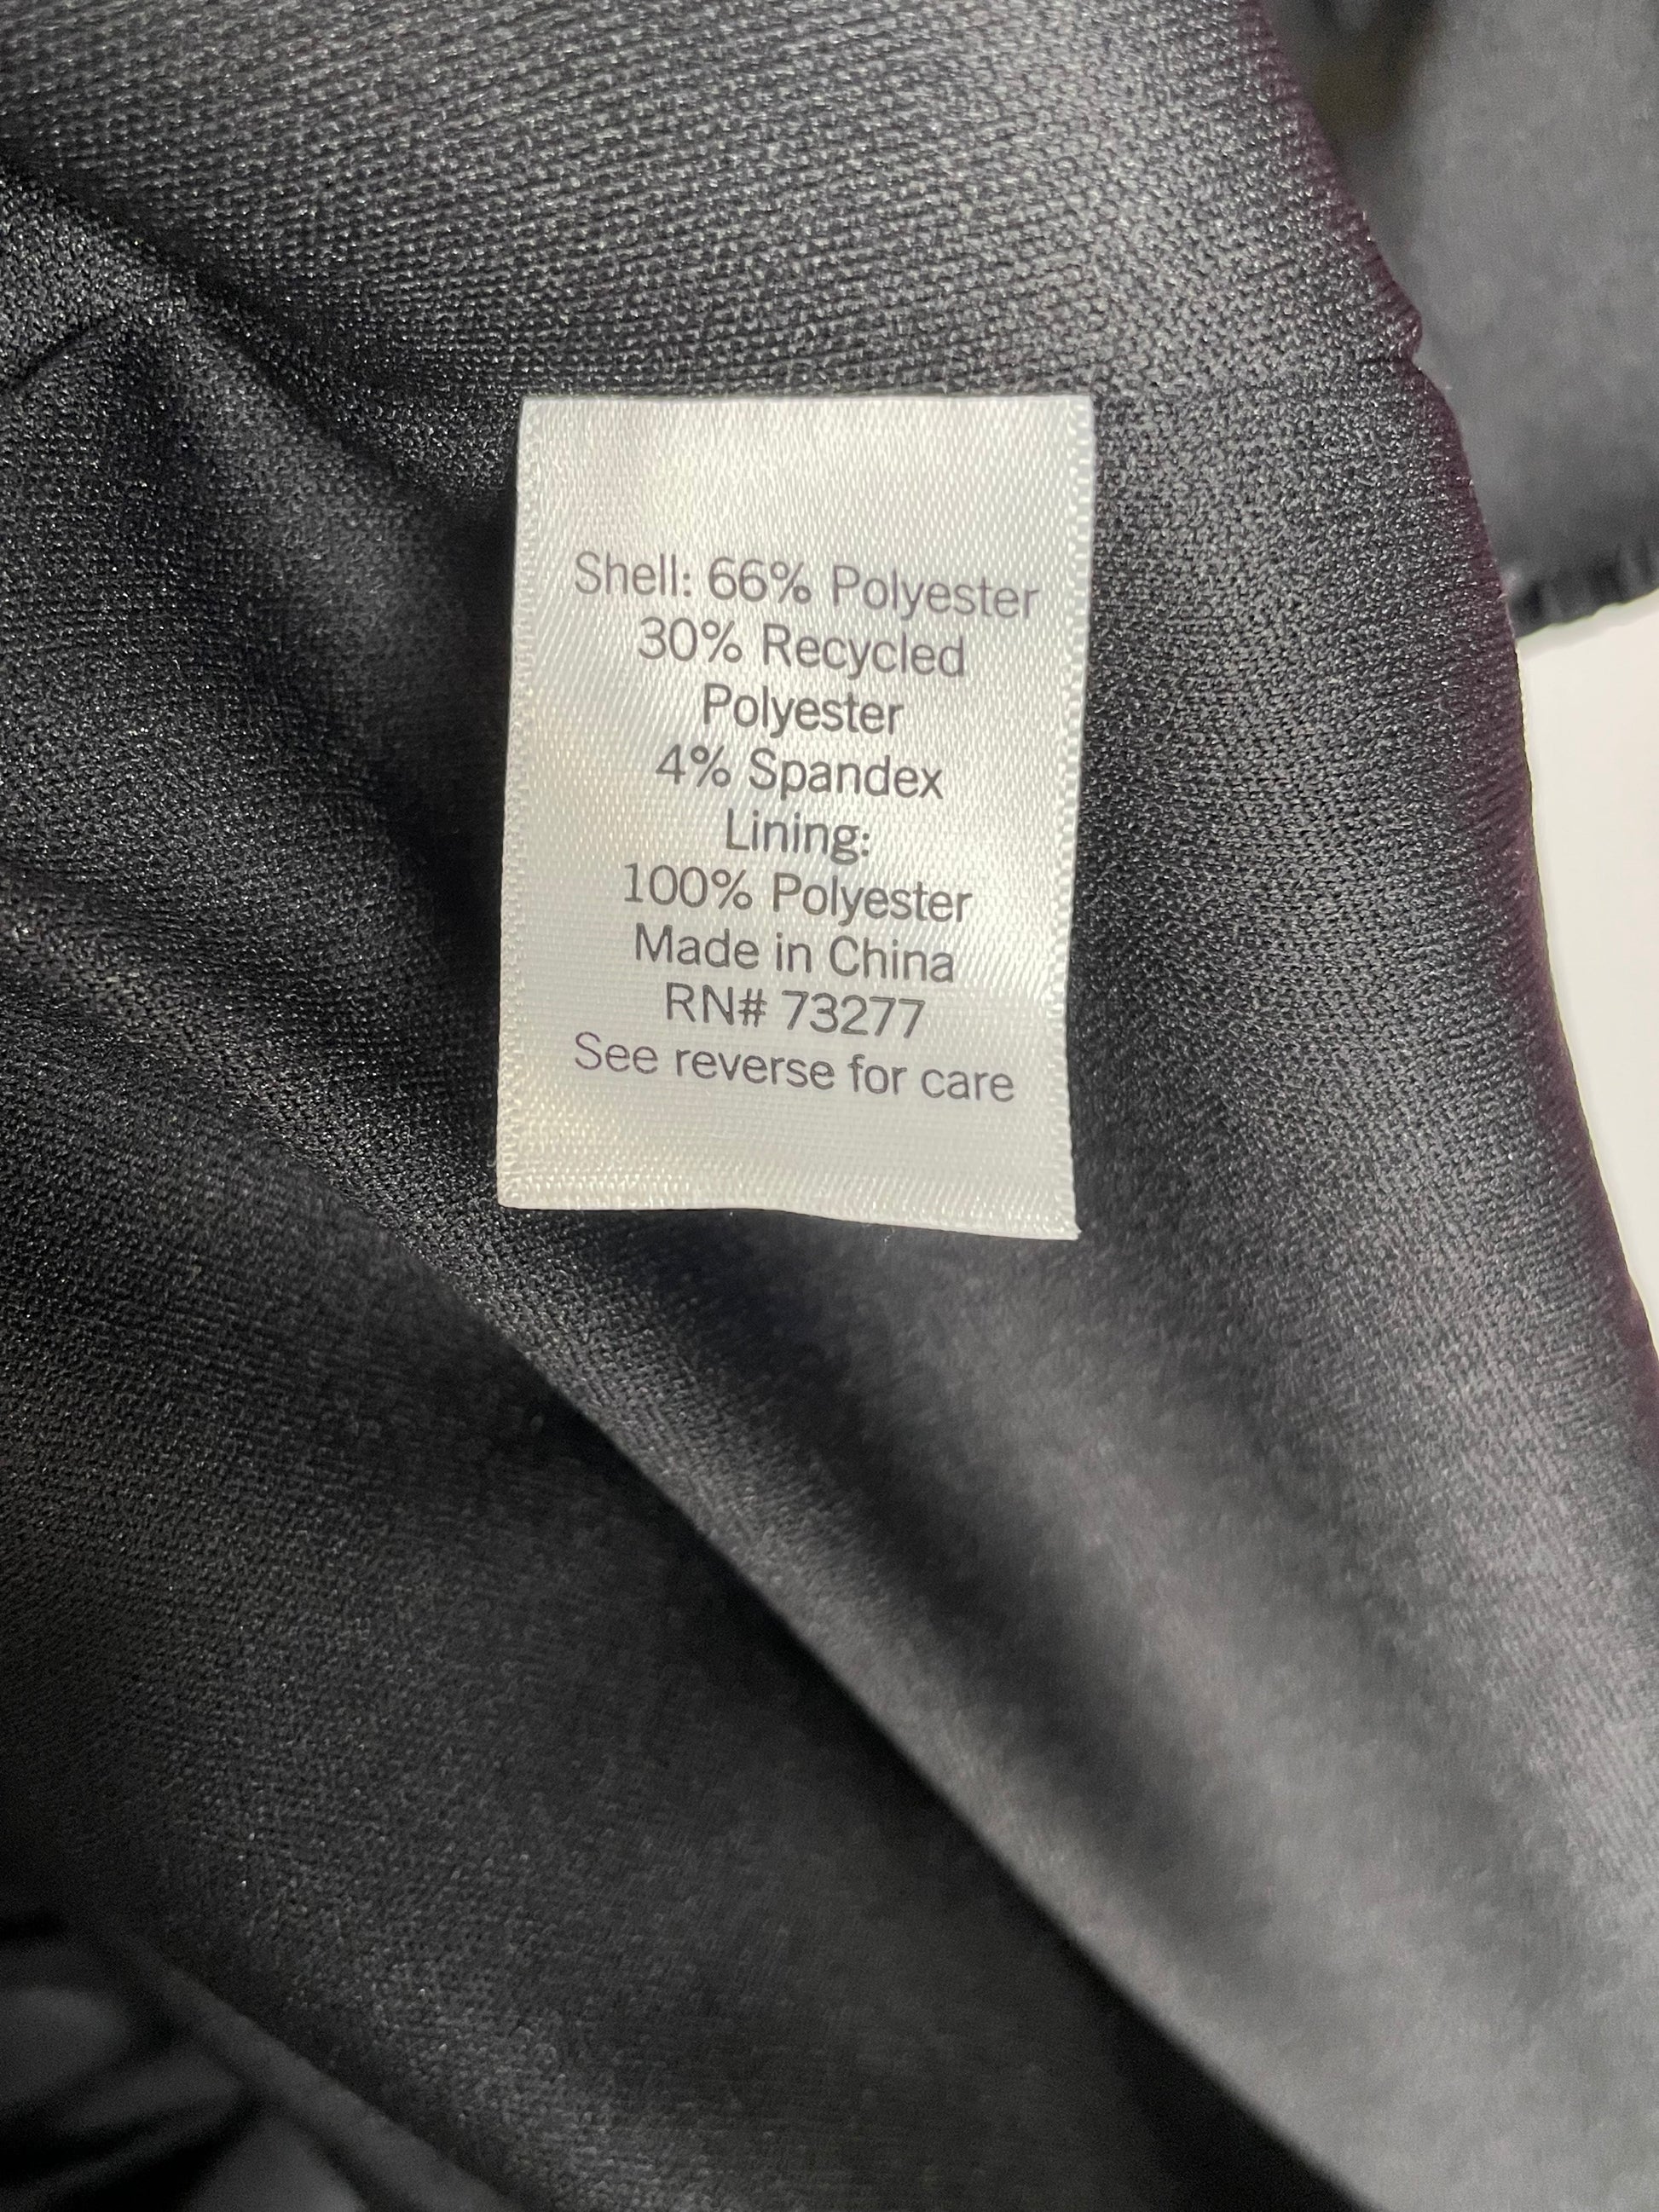 Shell: 66% Polyester
30% Recycled
Polyester
4% Spandex
Lining:
100% Polyester
Made in China
RN# 73277
See reverse for care